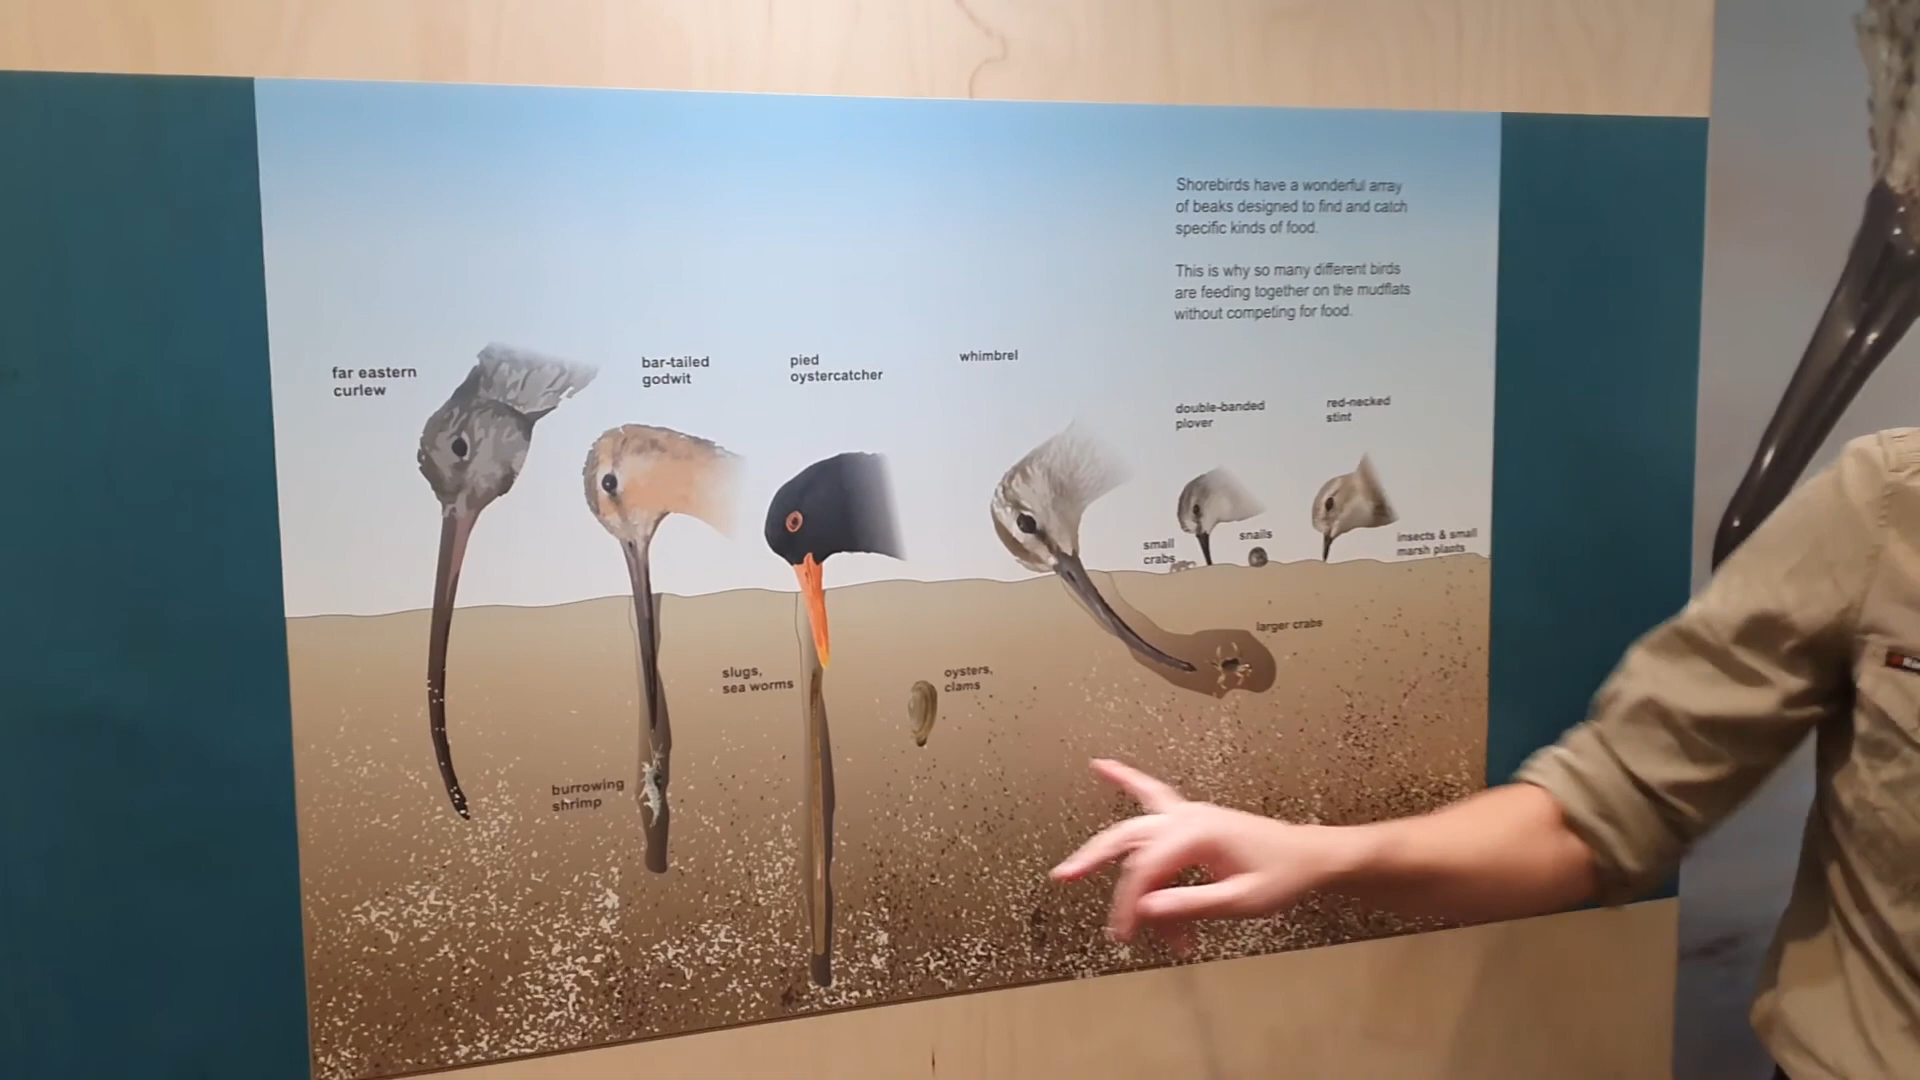 Shorebirds have a wonderful array
of beaks designed to find and catch
specific kinds of food.
This is why so many different birds
are feeding together on the mudflats
without competing for food.
far eastern
curlew
bar-tailed
godwit
pied
oystercatcher
whimbrel
double-banded
plover
red-necked
stint
small
crabs
snails
insects & small
marsh plants
larger crabs
slugs,
sea worms
oysters,
clams
burrowing
shrimp